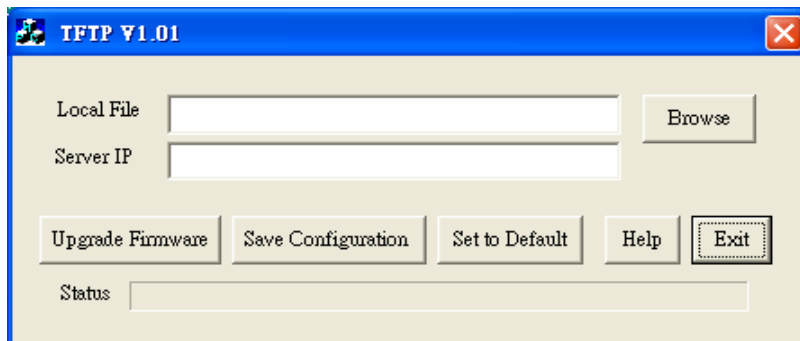 TFTP V1.01
Local File
Browse
Server IP
Upgrade Firmware
Save Configuration
Set to Default
Help
Exit
Status